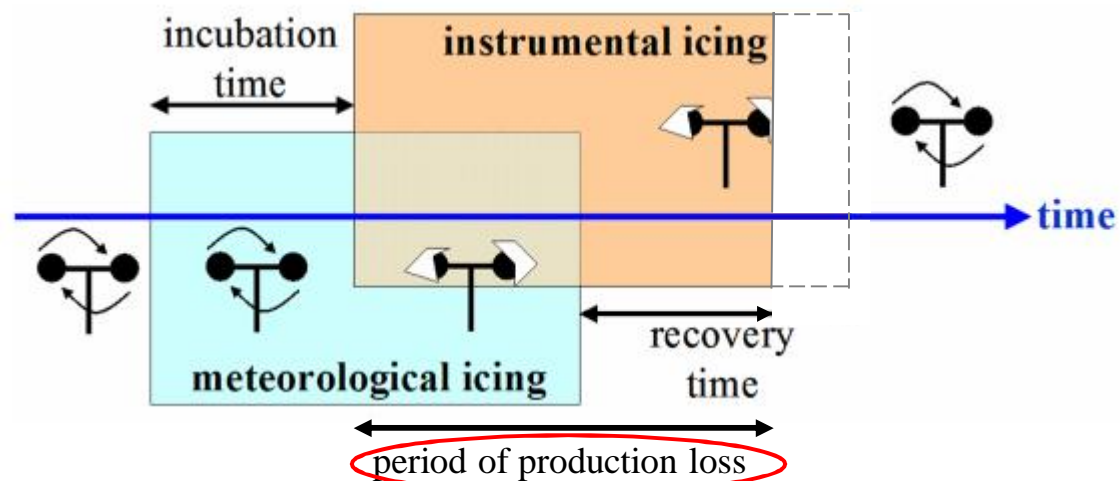 incubation
time
instrumental icing
time
meteorological icing
recovery
time
period of production loss